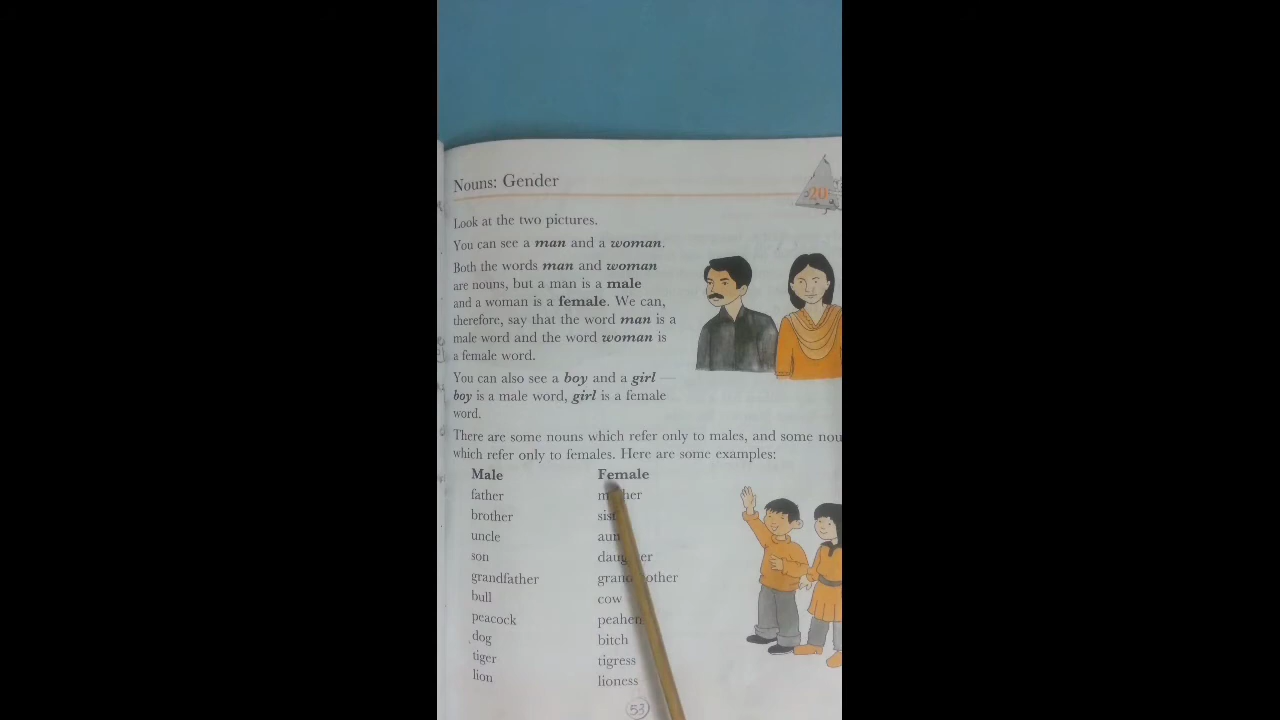 Nouns: Gender
20
Look at the two pictures.
You can see a man and a woman.
Both the words man and woman
are nouns, but a man is a male
and a woman is a female. We can,
therefore, say that the word man is a
male word and the word woman is
a female word.
You can also see a boy and a girl —
boy is a male word, girl is a female
word.
There are some nouns which refer only to males, and some nou
which refer only to females. Here are some examples:
Male Female
father
brother
uncle
son
grandfather
bull cow
peacock peahen
dog bitch
tiger tigress
lion lioness
53